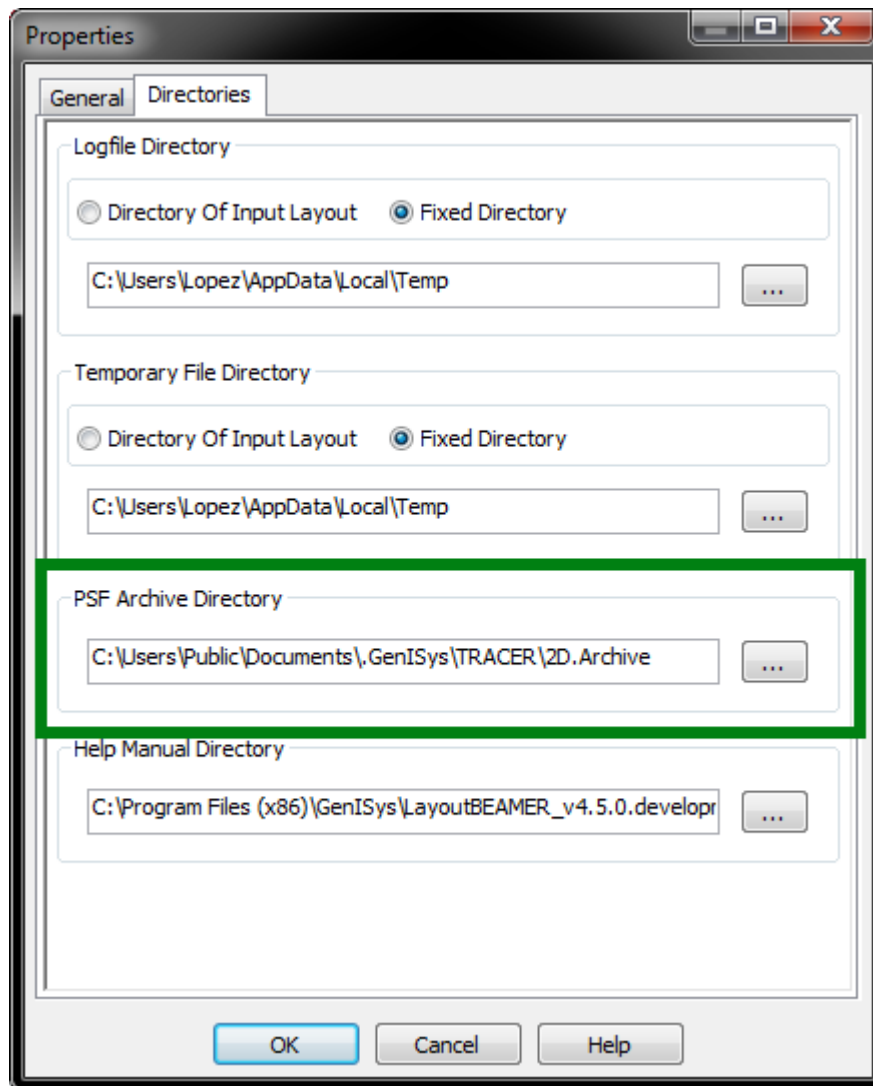 Properties
General Directories
Logfile Directory
Directory Of Input Layout Fixed Directory
C:\Users\Lopez\AppData\Local\Temp ...
Temporary File Directory
Directory Of Input Layout Fixed Directory
C:\Users\Lopez\AppData\Local\Temp ...
PSF Archive Directory
C:\Users\Public\Documents\.GenISys\TRACER\2D.Archive ...
Help Manual Directory
C:\Program Files (x86)\GenISys\LayoutBEAMER_v4.5.0.developr ...
OK Cancel Help